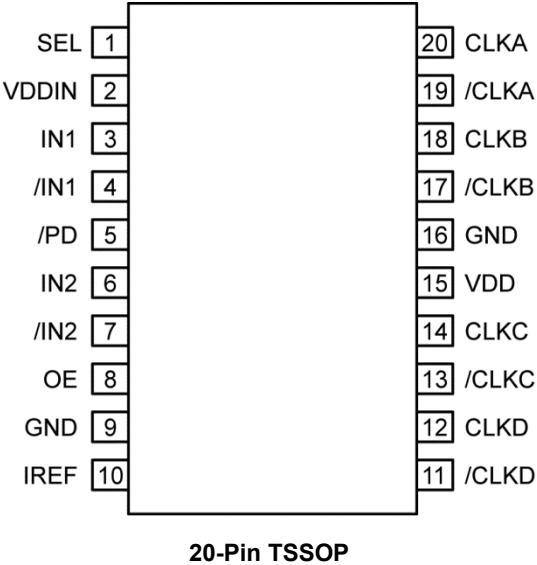 SEL 1 20 CLKA
VDDIN 2 19 /CLKA
IN1 3 18 CLKB
/IN1 4 17 /CLKB
/PD 5 16 GND
IN2 6 15 VDD
/IN2 7 14 CLKC
OE 8 13 /CLKC
GND 9 12 CLKD
IREF 10 11 /CLKD
20-Pin TSSOP